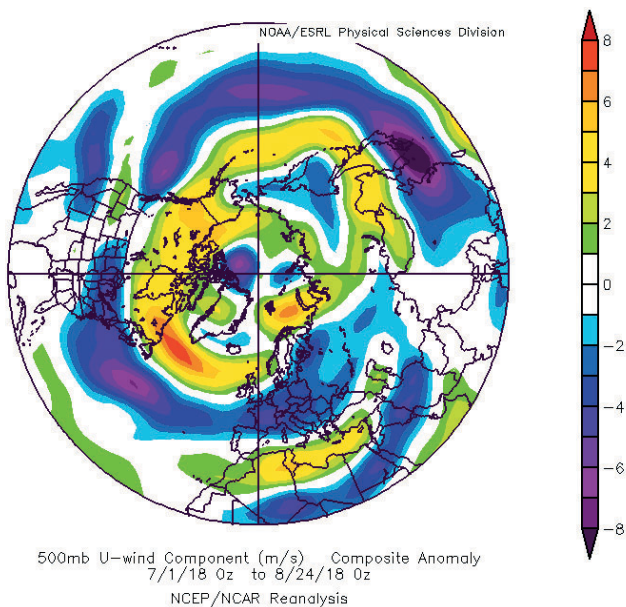 NOAA/ESRL Physical Sciences Division
8
6
4
2
0
-2
-4
-6
-8
500mb U-wind Component (m/s) Composite Anomaly
7/1/18 0z to 8/24/18 0z
NCEP/NCAR Reanalysis